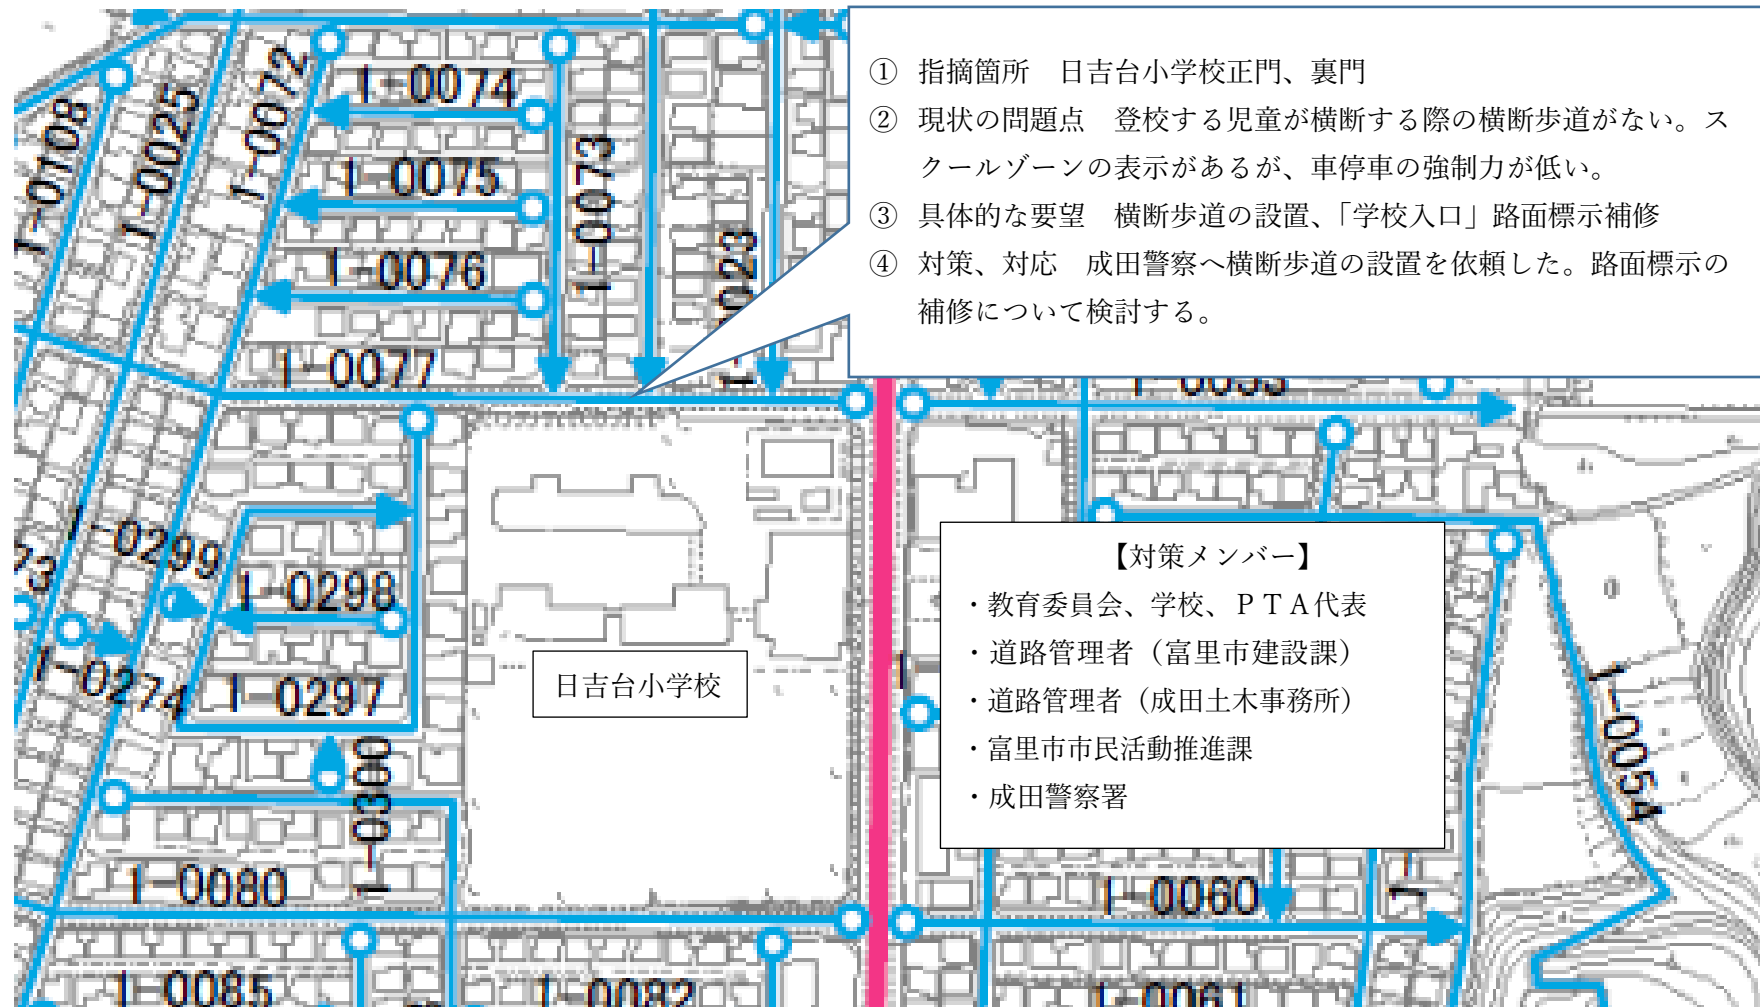 ① 指摘箇所　日吉台小学校正門、裏門
② 現状の問題点　登校する児童が横断する際の横断歩道がない。ス
クールゾーンの表示があるが、車停車の強制力が低い。
③ 具体的な要望　横断歩道の設置、「学校入口」路面標示補修
④ 対策、対応　成田警察へ横断歩道の設置を依頼した。路面標示の
補修について検討する。
1-0108
1-0025
1-0072
1-0074
1-0075
1-0073
1-0076
023
1-0077
1-0299
73
1-0298
1-0274
1-0297
日吉台小学校
【対策メンバー】
・教育委員会、学校、ＰＴＡ代表
・道路管理者（富里市建設課）
・道路管理者（成田土木事務所）
・富里市市民活動推進課
・成田警察署
1-0054
1-0300
1-0080
1-0060
1-0085
1-0082
1-0061